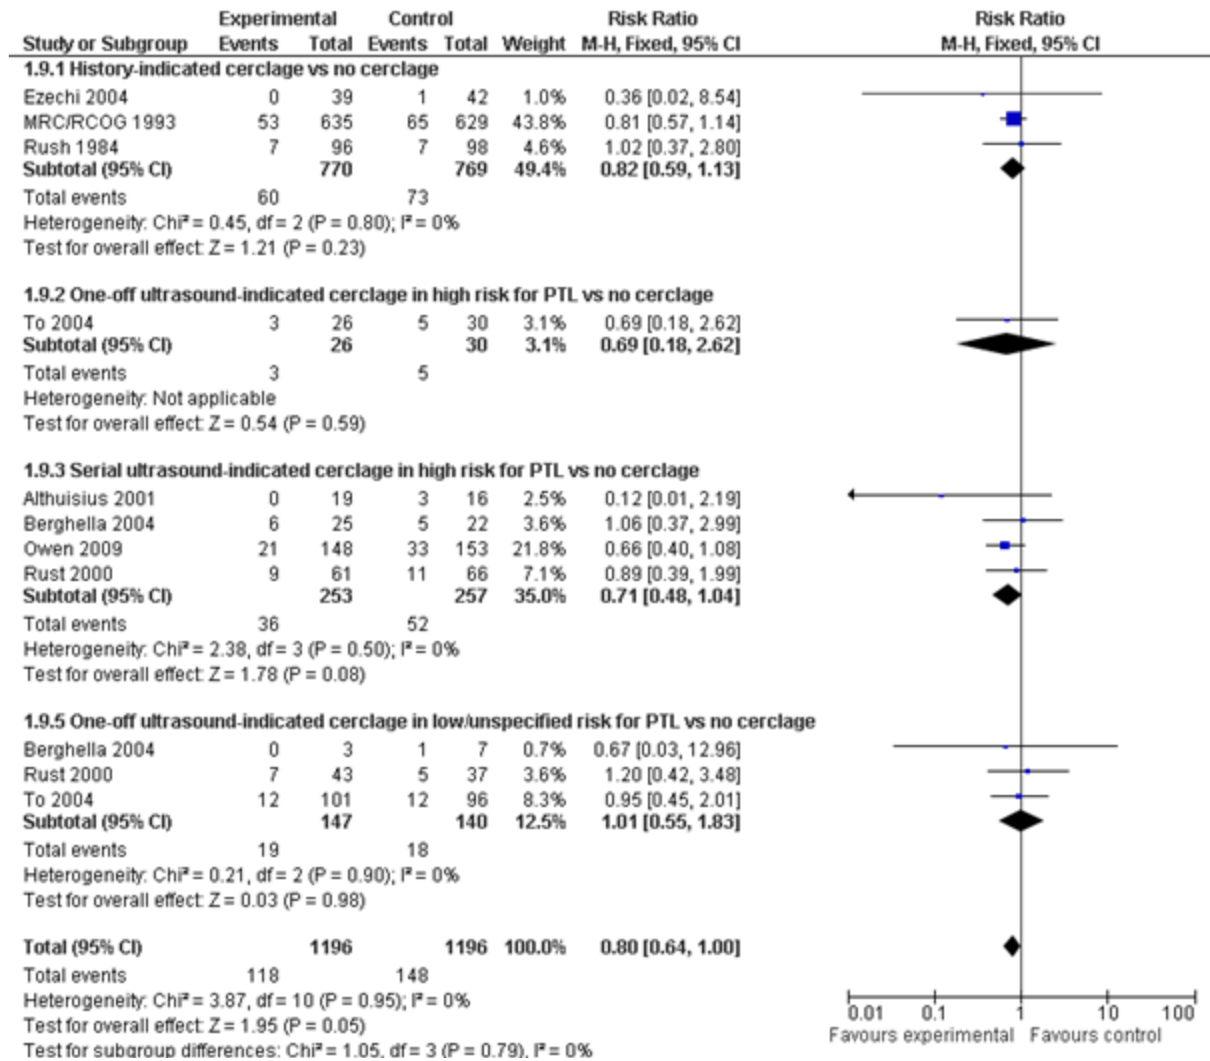 Experimental Control Risk Ratio Risk Ratio
Study or Subgroup Events Total Events Total Weight M-H, Fixed, 95% CI M-H, Fixed, 95% CI
1.9.1 History-indicated cerclage vs no cerclage
Ezechi 2004 0 39 1 42 1.0% 0.36 [0.02, 8.54]
MRC/RCOG 1993 53 635 65 629 43.8% 0.81 [0.57, 1.14]
Rush 1984 7 96 7 98 4.6% 1.02 [0.37, 2.80]
Subtotal (95% CI) 770 769 49.4% 0.82 [0.59, 1.13]
Total events 60 73
Heterogeneity: Chi² = 0.45, df = 2 (P = 0.80); I² = 0%
Test for overall effect: Z = 1.21 (P = 0.23)
1.9.2 One-off ultrasound-indicated cerclage in high risk for PTL vs no cerclage
To 2004 3 26 5 30 3.1% 0.69 [0.18, 2.62]
Subtotal (95% CI) 26 30 3.1% 0.69 [0.18, 2.62]
Total events 3 5
Heterogeneity: Not applicable
Test for overall effect: Z = 0.54 (P = 0.59)
1.9.3 Serial ultrasound-indicated cerclage in high risk for PTL vs no cerclage
Althuisius 2001 0 19 3 16 2.5% 0.12 [0.01, 2.19]
Berghella 2004 6 25 5 22 3.6% 1.06 [0.37, 2.99]
Owen 2009 21 148 33 153 21.8% 0.66 [0.40, 1.08]
Rust 2000 9 61 11 66 7.1% 0.89 [0.39, 1.99]
Subtotal (95% CI) 253 257 35.0% 0.71 [0.48, 1.04]
Total events 36 52
Heterogeneity: Chi² = 2.38, df = 3 (P = 0.50); I² = 0%
Test for overall effect: Z = 1.78 (P = 0.08)
1.9.5 One-off ultrasound-indicated cerclage in low/unspecified risk for PTL vs no cerclage
Berghella 2004 0 3 1 7 0.7% 0.67 [0.03, 12.96]
Rust 2000 7 43 5 37 3.6% 1.20 [0.42, 3.48]
To 2004 12 101 12 96 8.3% 0.95 [0.45, 2.01]
Subtotal (95% CI) 147 140 12.5% 1.01 [0.55, 1.83]
Total events 19 18
Heterogeneity: Chi² = 0.21, df = 2 (P = 0.90); I² = 0%
Test for overall effect: Z = 0.03 (P = 0.98)
Total (95% CI) 1196 1196 100.0% 0.80 [0.64, 1.00]
Total events 118 148
Heterogeneity: Chi² = 3.87, df = 10 (P = 0.95); I² = 0%
Test for overall effect: Z = 1.95 (P = 0.05)
Test for subgroup differences: Chi² = 1.05, df = 3 (P = 0.79), I² = 0%
0.01 0.1 1 10 100
Favours experimental Favours control